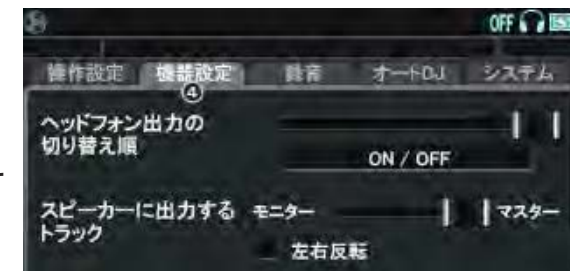 OFF
操作設定 機器設定 録音 オートDJ システム
④
ヘッドフォン出力の
切り替え順
ON / OFF
スピーカーに出力する モニター マスター
トラック
左右反転